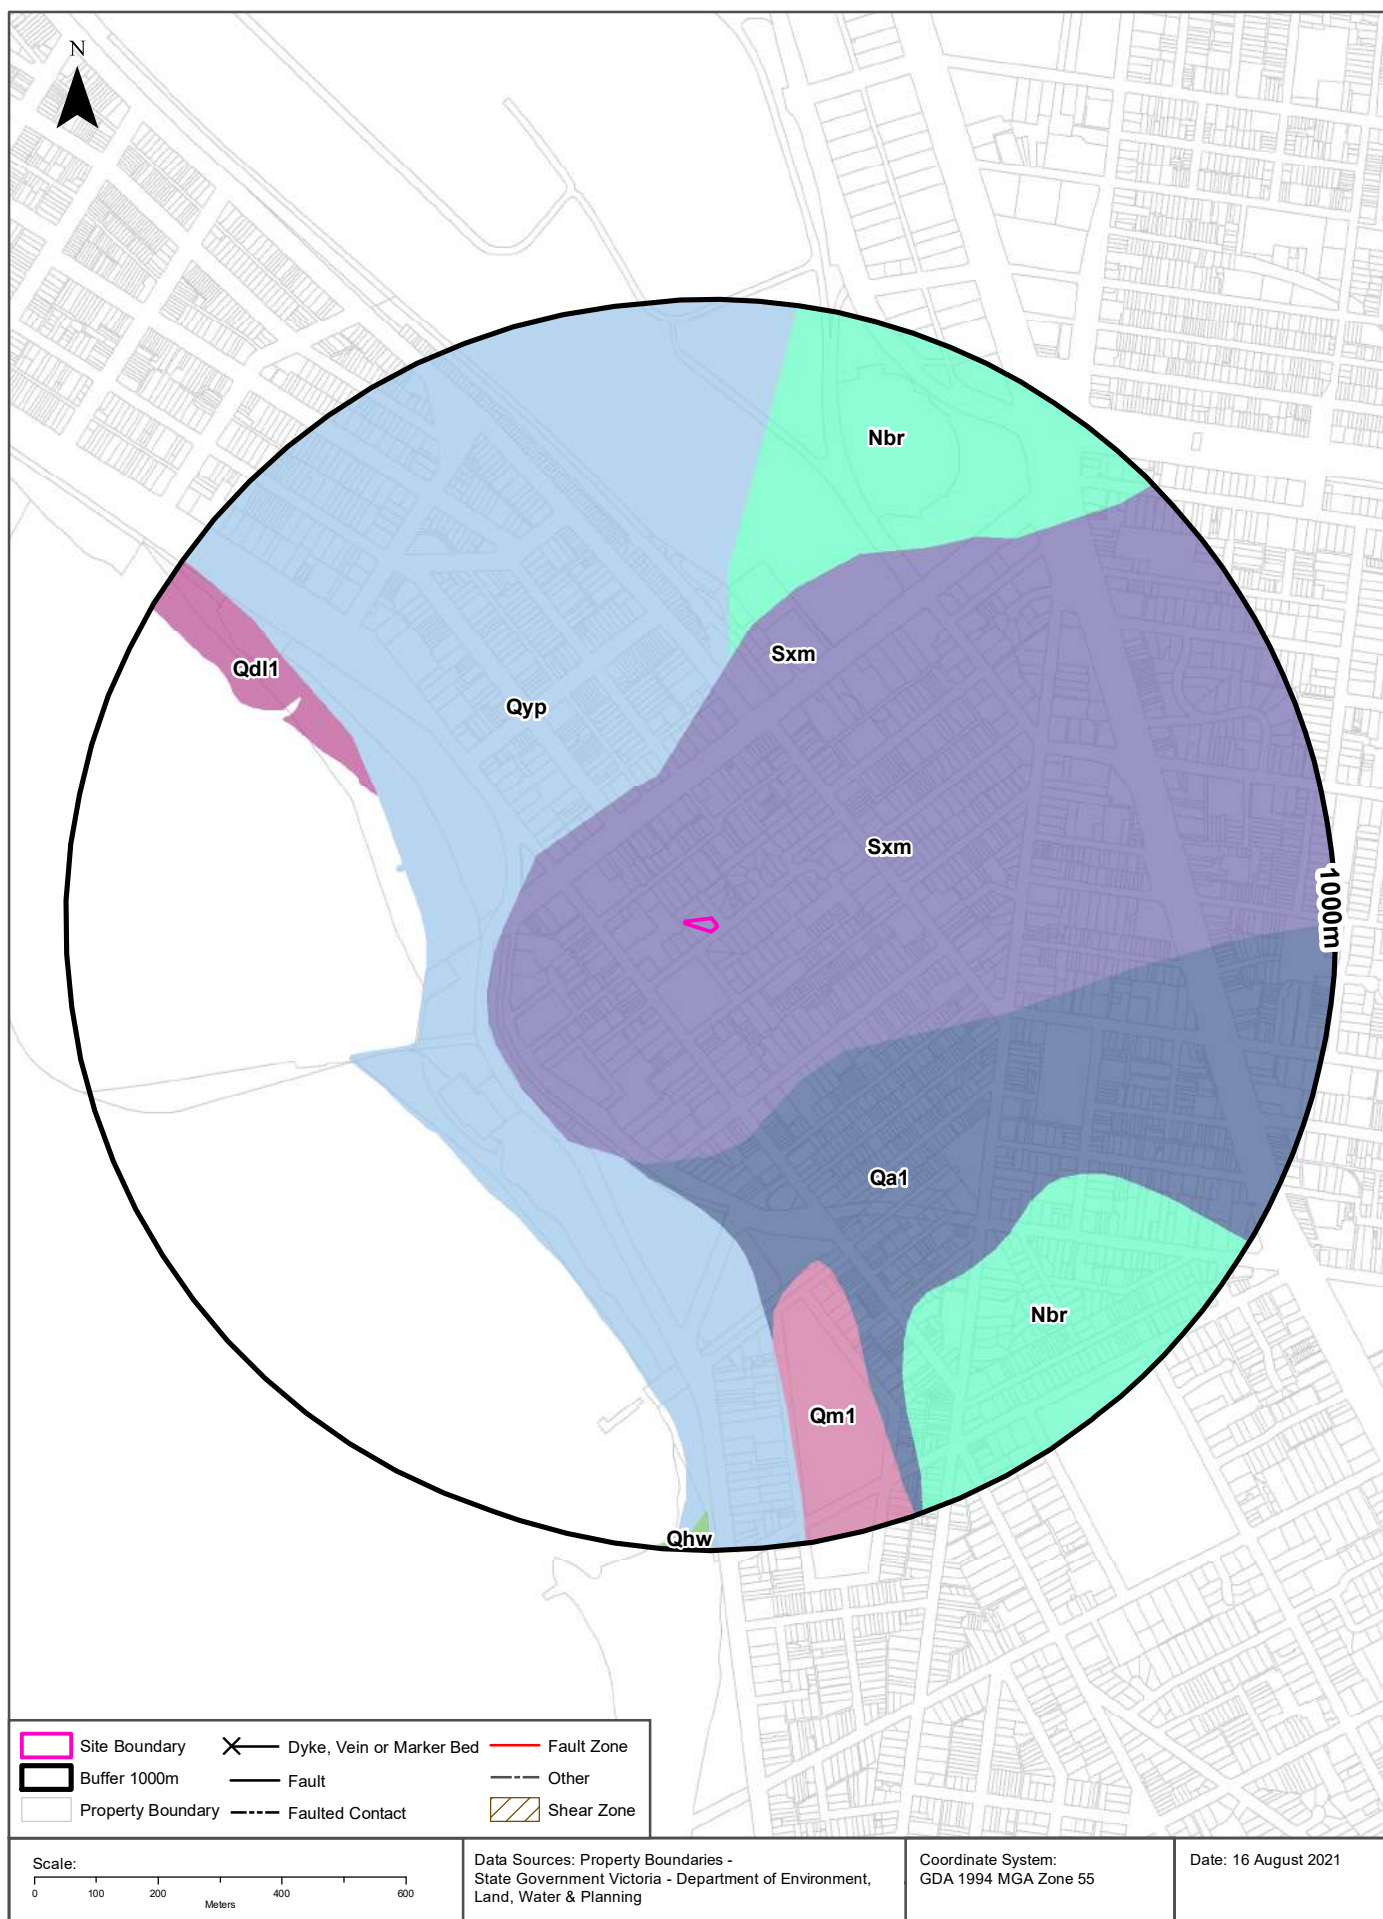 N
Nbr
Sxm
Qdl1
Qyp
Sxm
1000m
Qa1
Nbr
Qm1
Qhw
Site Boundary
Buffer 1000m
Property Boundary
Dyke, Vein or Marker Bed
Fault
Faulted Contact
Fault Zone
Other
Shear Zone
Scale:
0 100 200 400 600
Meters
Data Sources: Property Boundaries -
State Government Victoria - Department of Environment,
Land, Water & Planning
Coordinate System:
GDA 1994 MGA Zone 55
Date: 16 August 2021